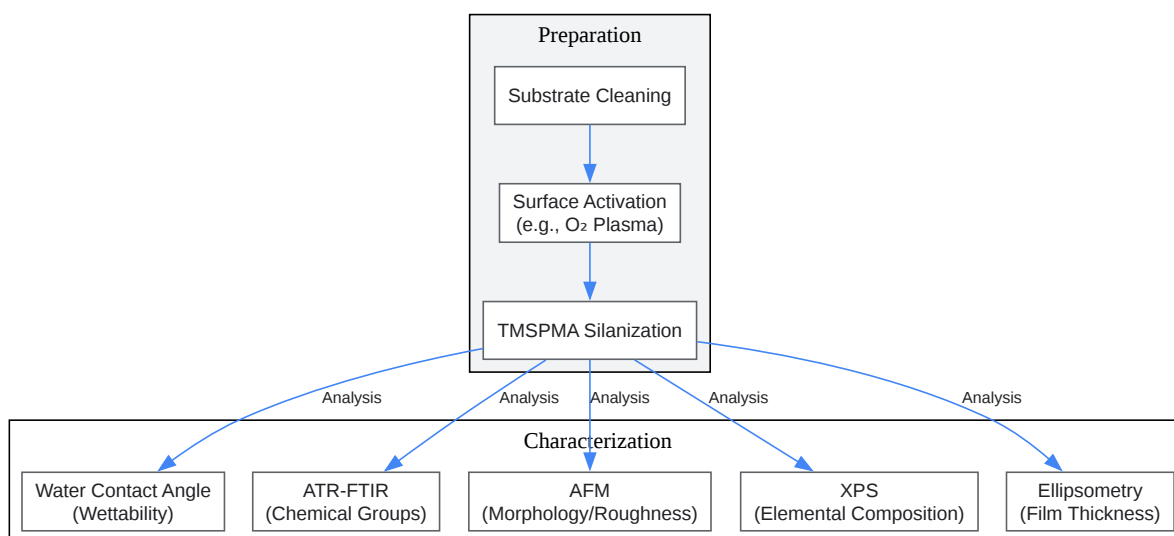 Preparation
Substrate Cleaning
Surface Activation
(e.g., O₂ Plasma)
TMSPMA Silanization
Analysis
Analysis
Analysis
Analysis
Analysis
Characterization
Water Contact Angle
(Wettability)
ATR-FTIR
(Chemical Groups)
AFM
(Morphology/Roughness)
XPS
(Elemental Composition)
Ellipsometry
(Film Thickness)